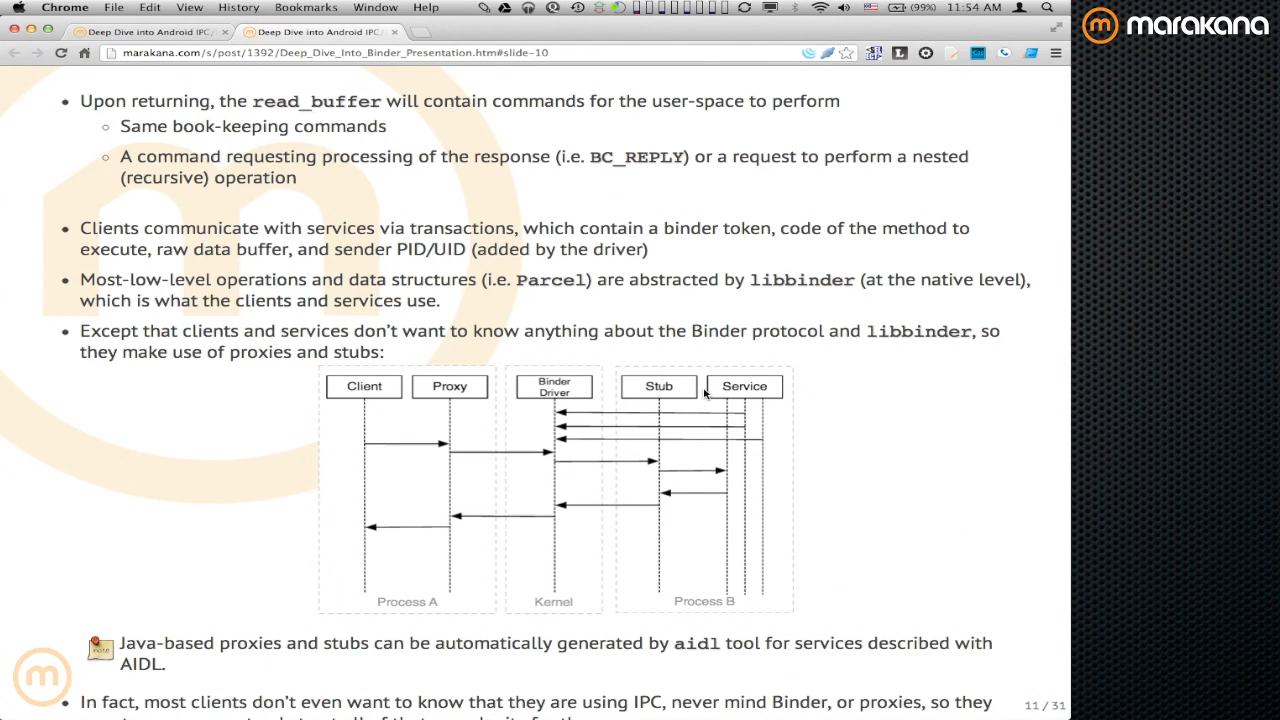 Chrome File Edit View History Bookmarks Window Help (99%) 11:54 AM
marakana
Deep Dive into Android IPC/ Deep Dive into Android IPC/
marakana.com/s/post/1392/Deep_Dive_Into_Binder_Presentation.htm#slide-10
Upon returning, the read_buffer will contain commands for the user-space to perform
Same book-keeping commands
A command requesting processing of the response (i.e. BC_REPLY) or a request to perform a nested
(recursive) operation
Clients communicate with services via transactions, which contain a binder token, code of the method to
execute, raw data buffer, and sender PID/UID (added by the driver)
Most-low-level operations and data structures (i.e. Parcel) are abstracted by libbinder (at the native level),
which is what the clients and services use.
Except that clients and services don't want to know anything about the Binder protocol and libbinder, so
they make use of proxies and stubs:
Client Proxy Binder Driver Stub Service
Process A Kernel Process B
note
Java-based proxies and stubs can be automatically generated by aidl tool for services described with
AIDL.
In fact, most clients don't even want to know that they are using IPC, never mind Binder, or proxies, so they
11 / 31